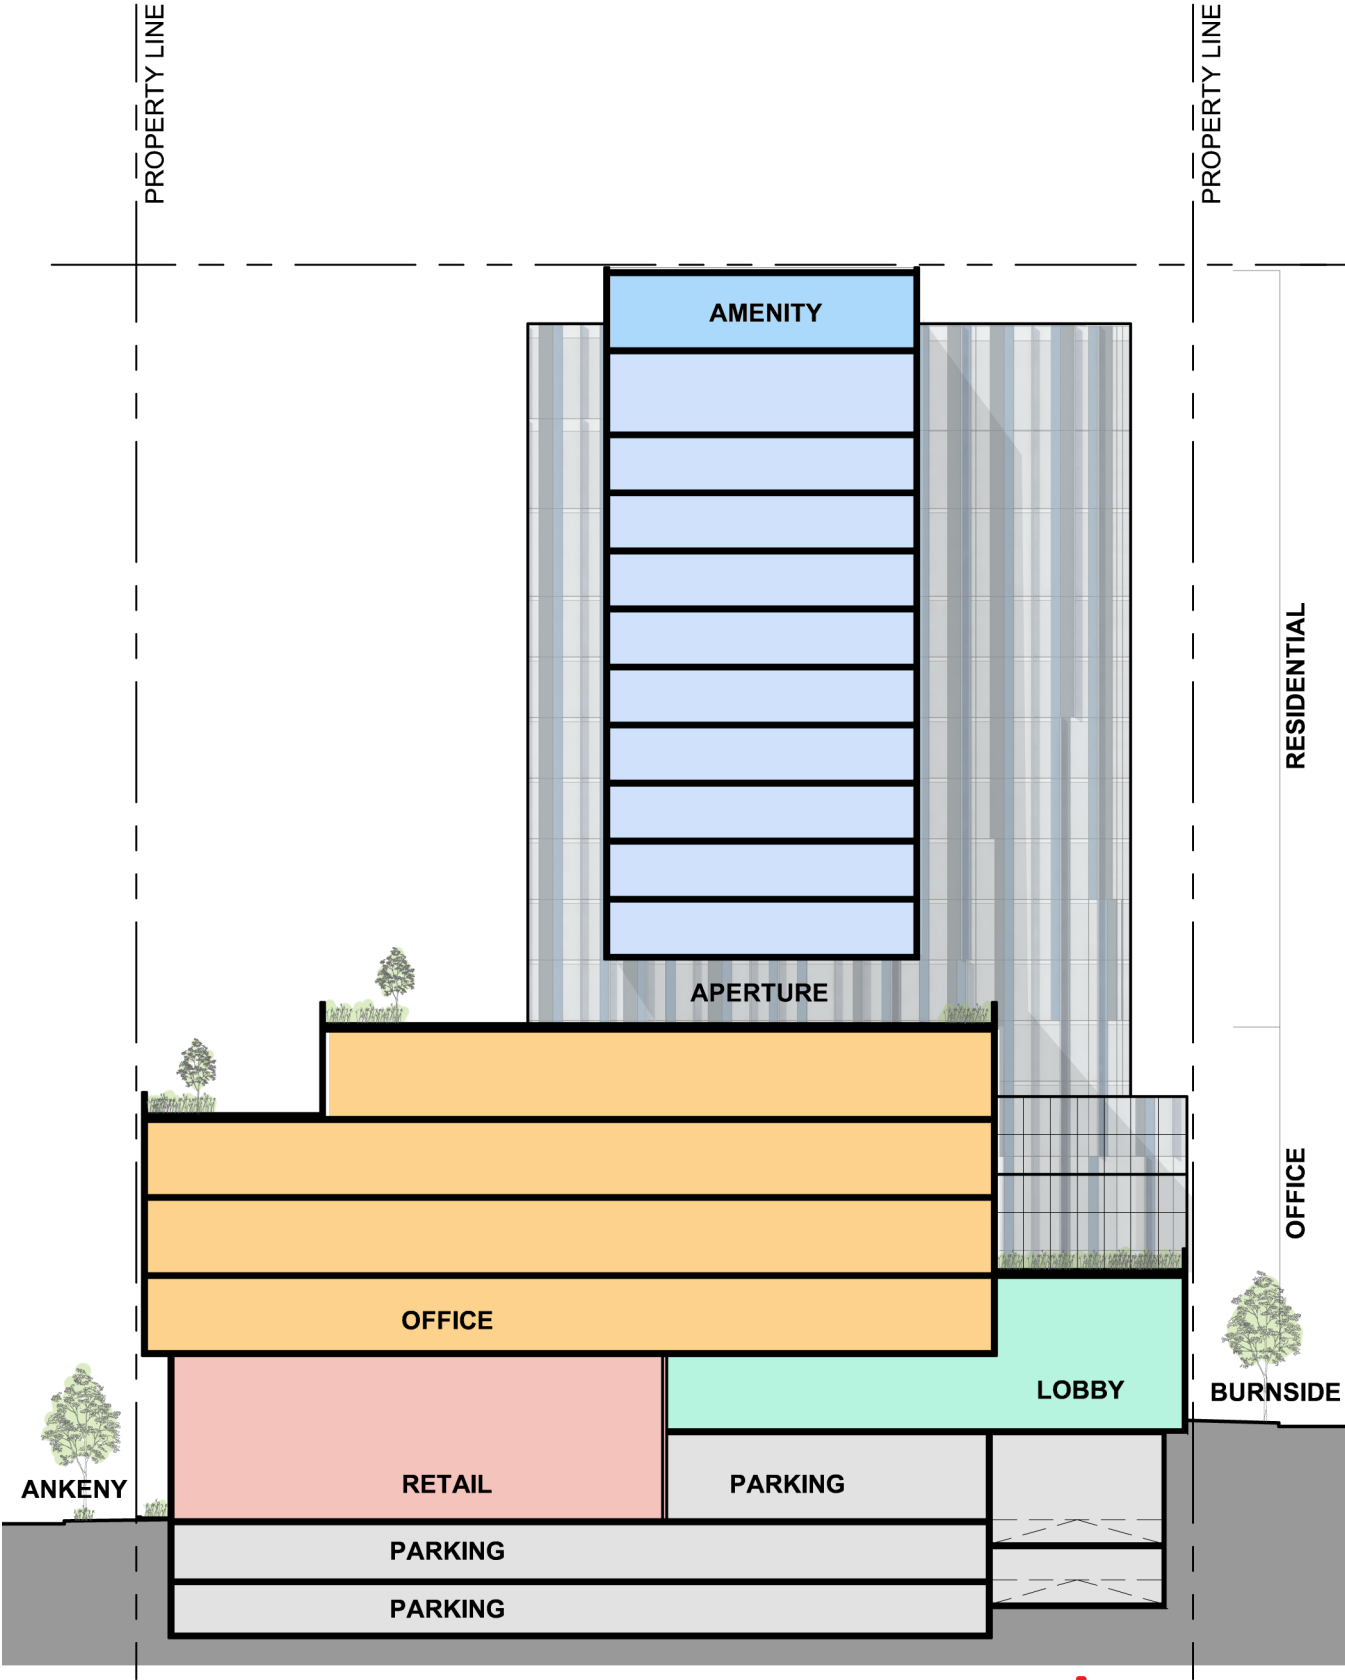 PROPERTY LINE
PROPERTY LINE
AMENITY
RESIDENTIAL
APERTURE
OFFICE
OFFICE
LOBBY
BURNSIDE
ANKENY
RETAIL
PARKING
PARKING
PARKING